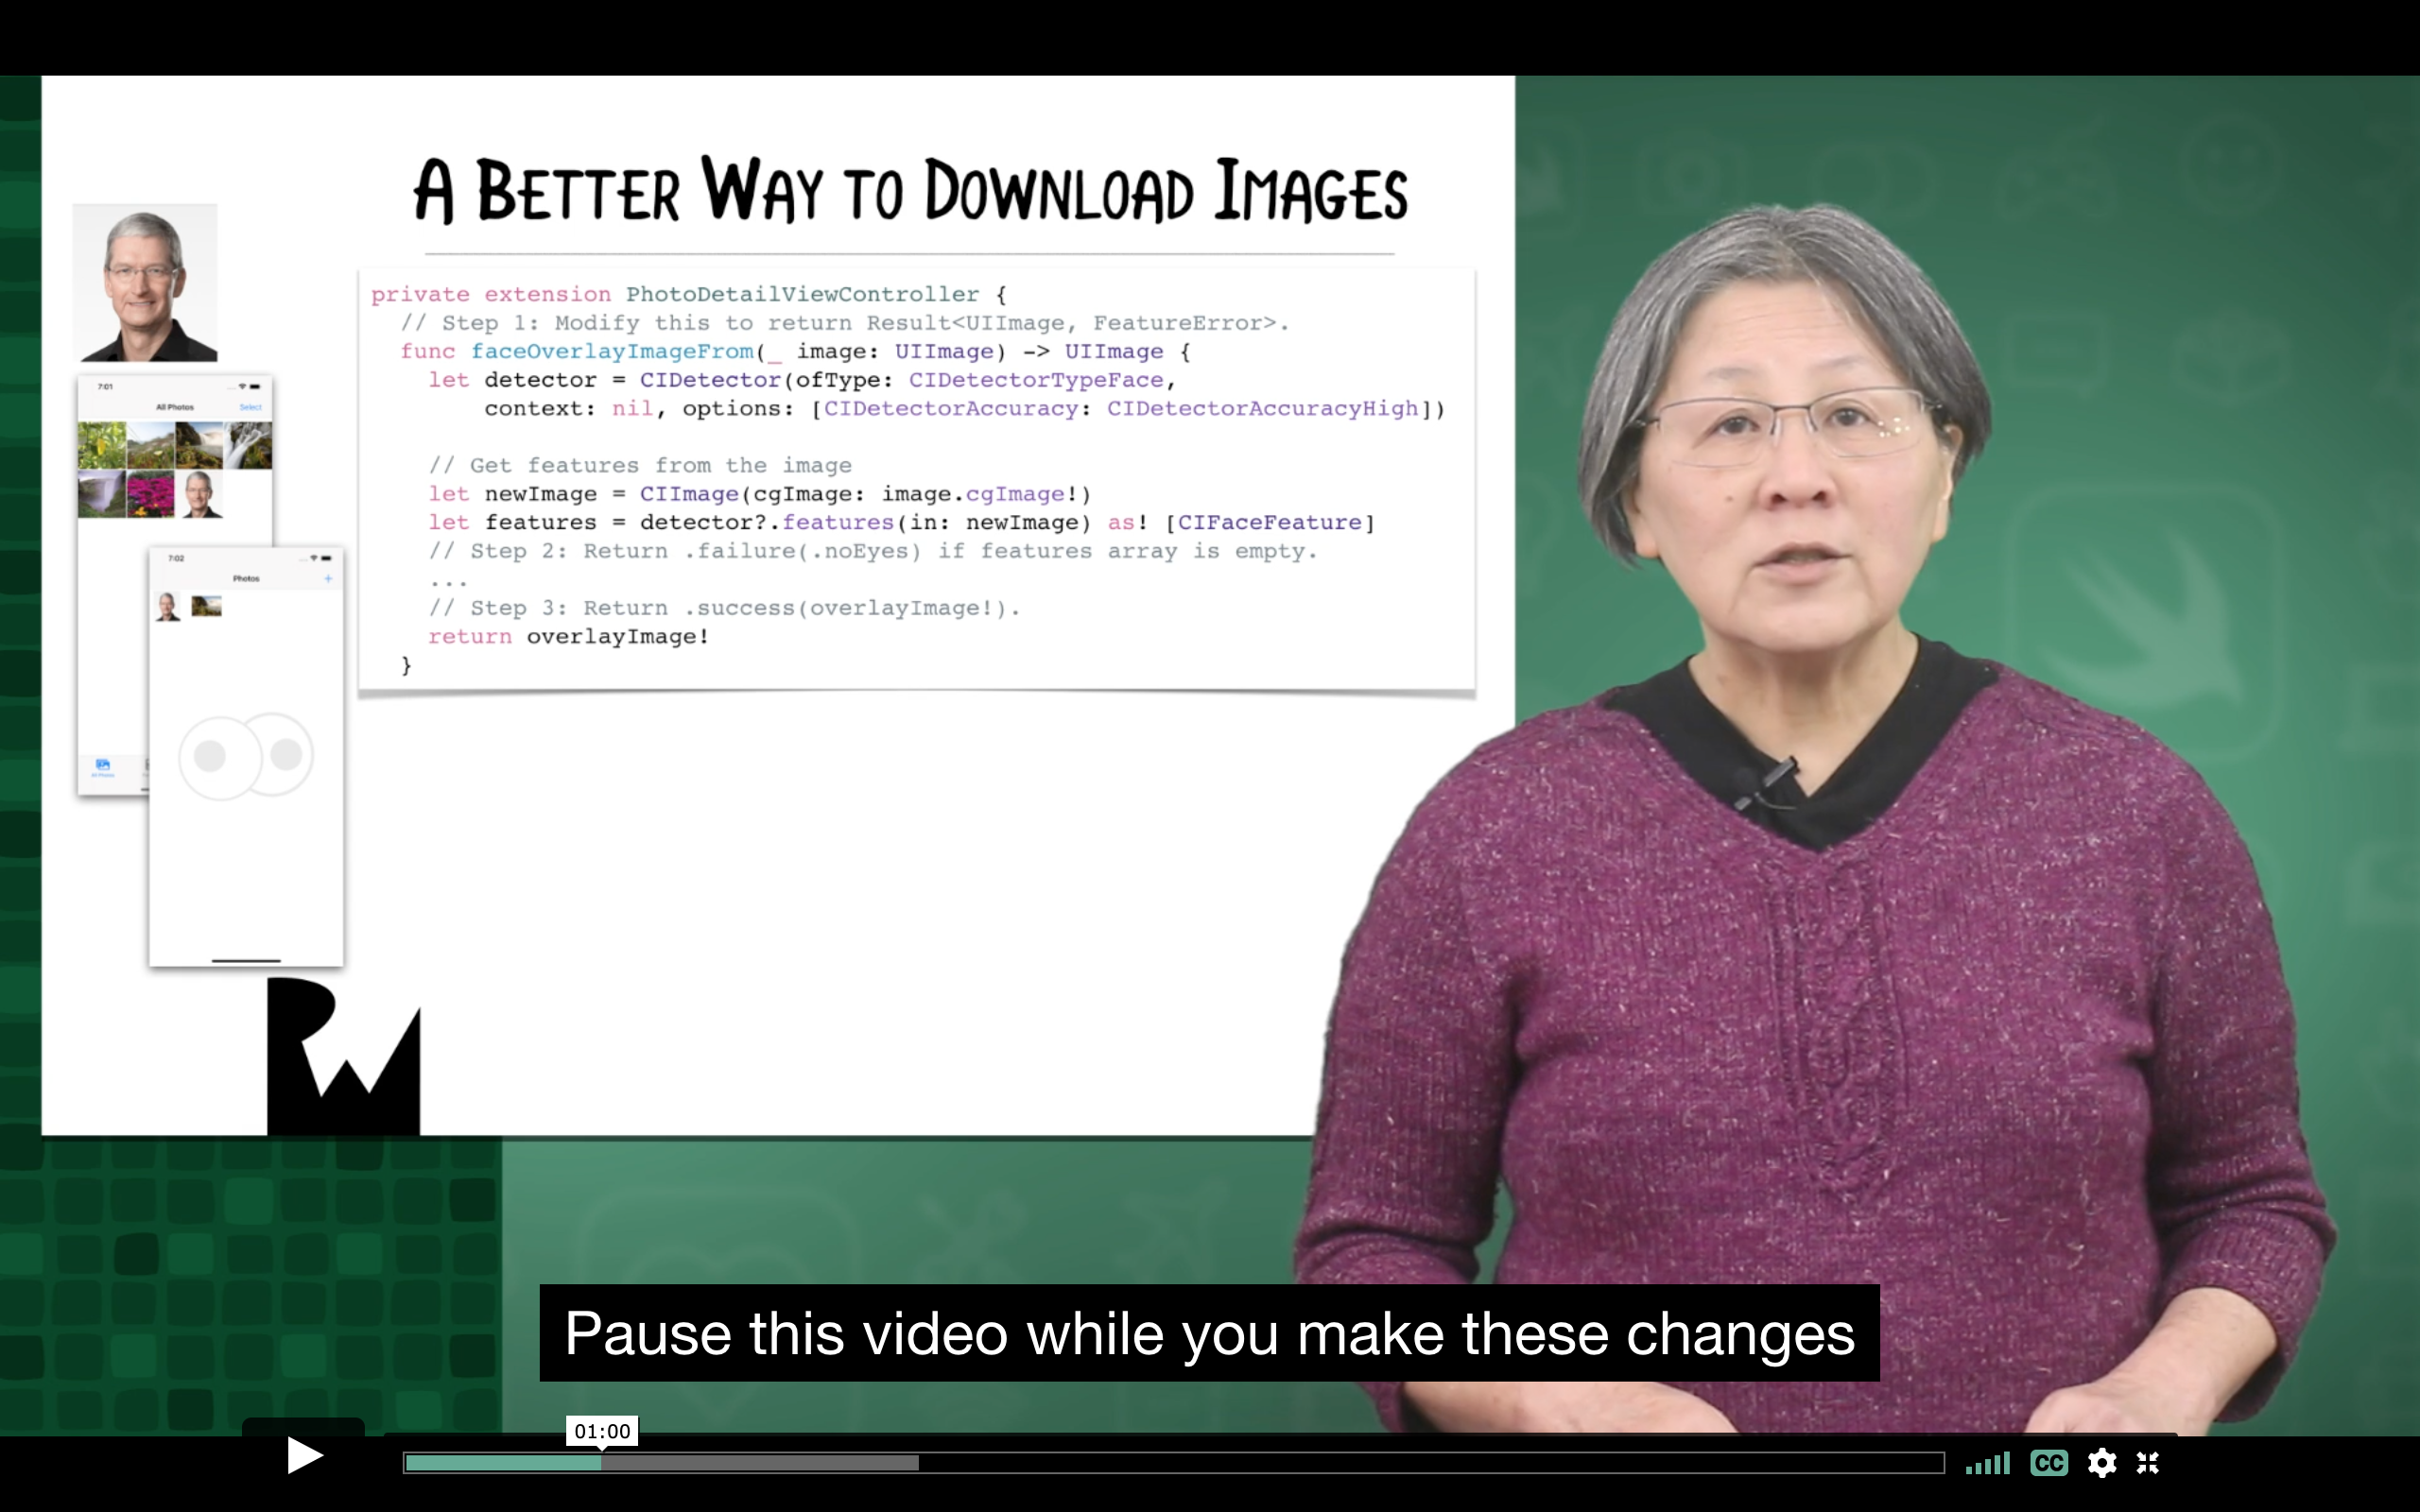 A BETTER WAY TO DOWNLOAD IMAGES
private extension PhotoDetailViewController {
// Step 1: Modify this to return Result<UIImage, FeatureError>.
func faceOverlayImageFrom(_ image: UIImage) -> UIImage {
let detector = CIDetector(ofType: CIDetectorTypeFace,
context: nil, options: [CIDetectorAccuracy: CIDetectorAccuracyHigh])
// Get features from the image
let newImage = CIImage(cgImage: image.cgImage!)
let features = detector?.features(in: newImage) as! [CIFaceFeature]
// Step 2: Return .failure(.noEyes) if features array is empty.
...
// Step 3: Return .success(overlayImage!).
return overlayImage!
}
7:01
All Photos Select
All Photos
7:02
Photos +
RW
Pause this video while you make these changes
01:00
CC